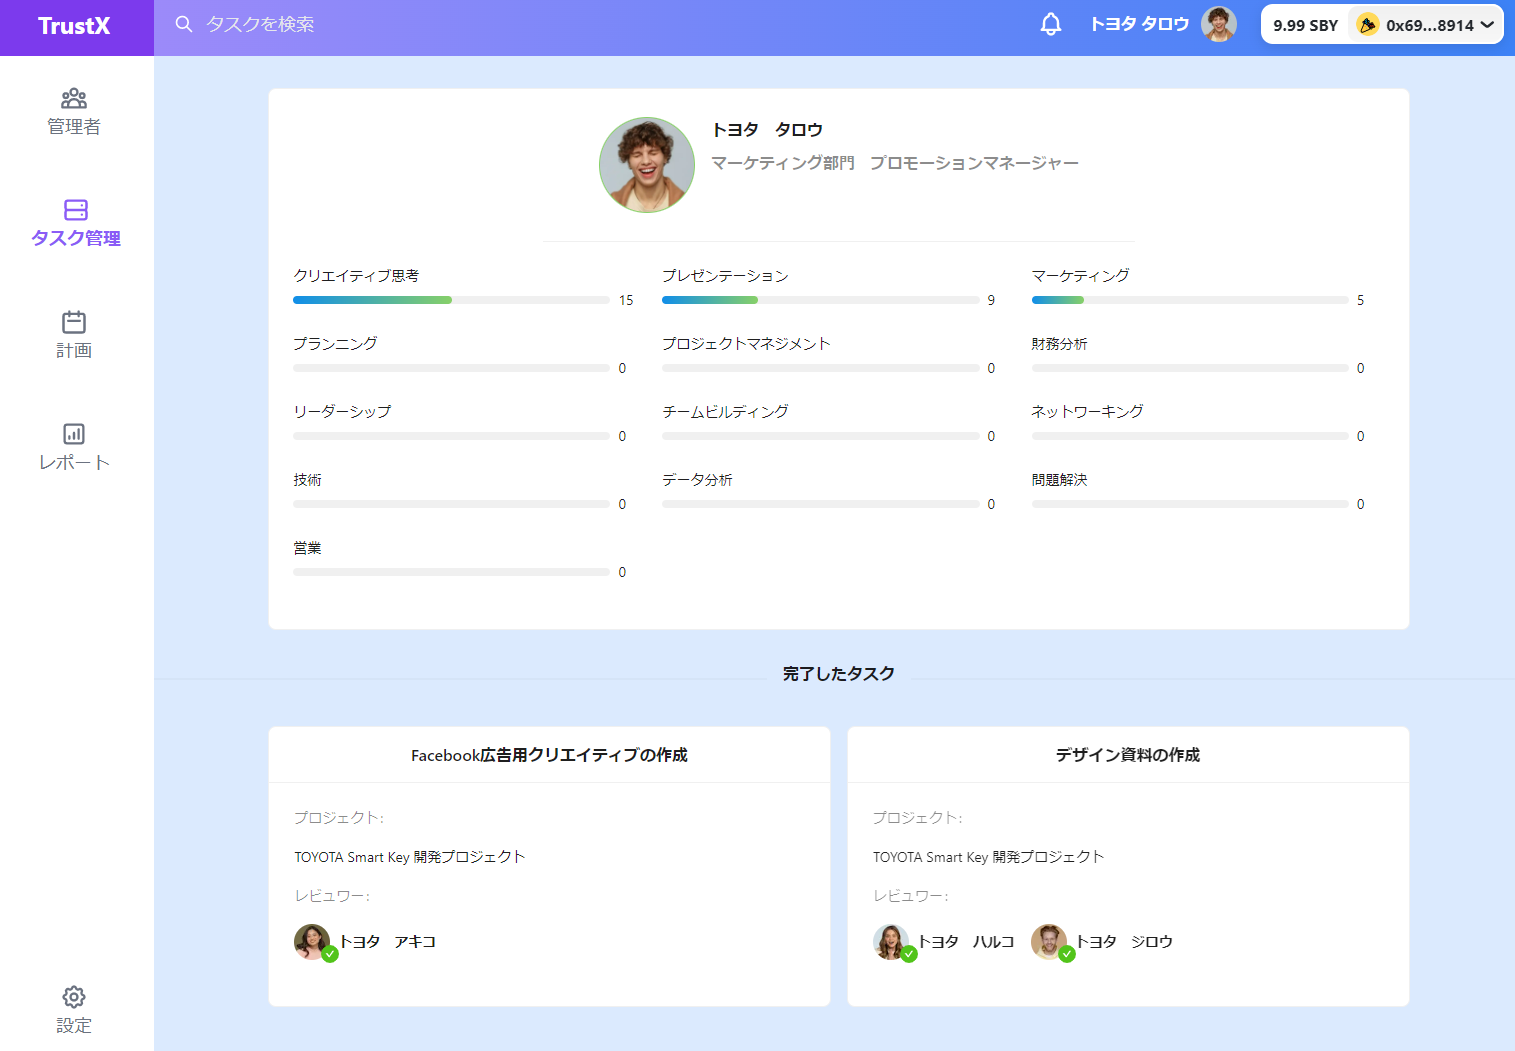 TrustX
タスクを検索
トヨタ タロウ
9.99 SBY
0x69...8914
管理者
タスク管理
計画
レポート
設定
トヨタ　タロウ
マーケティング部門　プロモーションマネージャー
クリエイティブ思考
15
プレゼンテーション
9
マーケティング
5
プランニング
0
プロジェクトマネジメント
0
財務分析
0
リーダーシップ
0
チームビルディング
0
ネットワーキング
0
技術
0
データ分析
0
問題解決
0
営業
0
完了したタスク
Facebook広告用クリエイティブの作成
プロジェクト:
TOYOTA Smart Key 開発プロジェクト
レビュワー:
トヨタ　アキコ
デザイン資料の作成
プロジェクト:
TOYOTA Smart Key 開発プロジェクト
レビュワー:
トヨタ　ハルコ
トヨタ　ジロウ